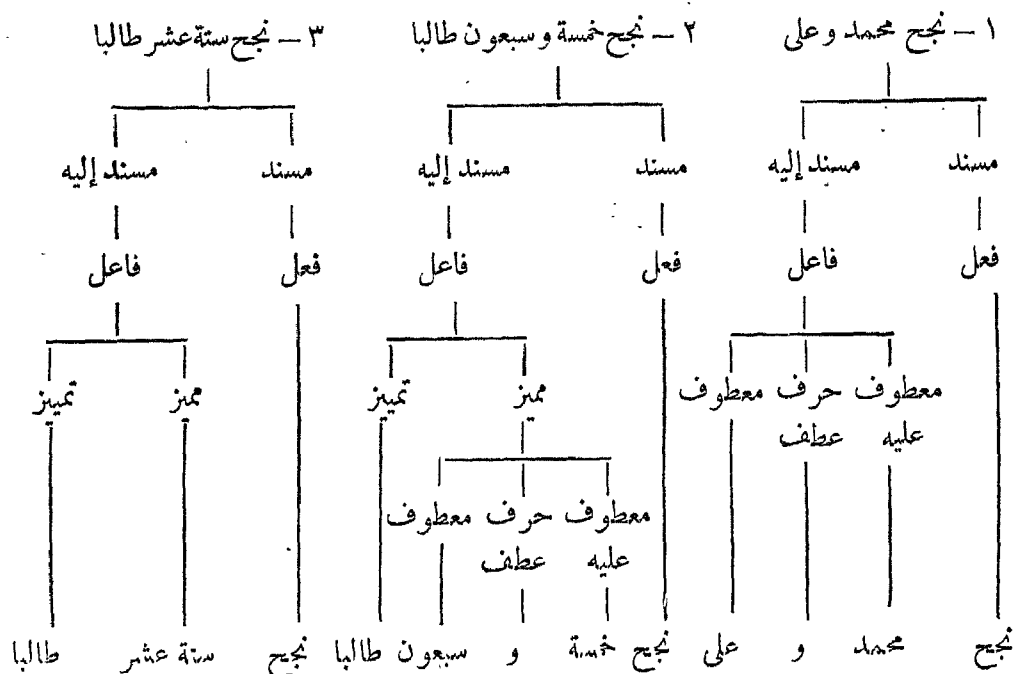 ١ – نجح محمد وعلى ٢ – نجح خمسة وسبعون طالبا ٣ – نجح ستة عشر طالبا
مسند مسند إليه مسند مسند إليه مسند مسند إليه
فعل فاعل فعل فاعل فعل فاعل
معطوف عليه حرف عطف معطوف مميز تمييز مميز تمييز
معطوف عليه حرف عطف معطوف
نجح محمد و على نجح خمسة و سبعون طالبا نجح ستة عشر طالبا